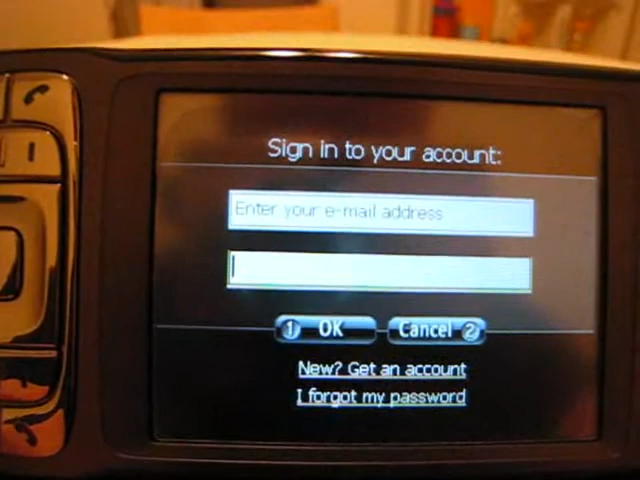 Sign in to your account:
Enter your e-mail address
1 OK
Cancel 2
New? Get an account
I forgot my password